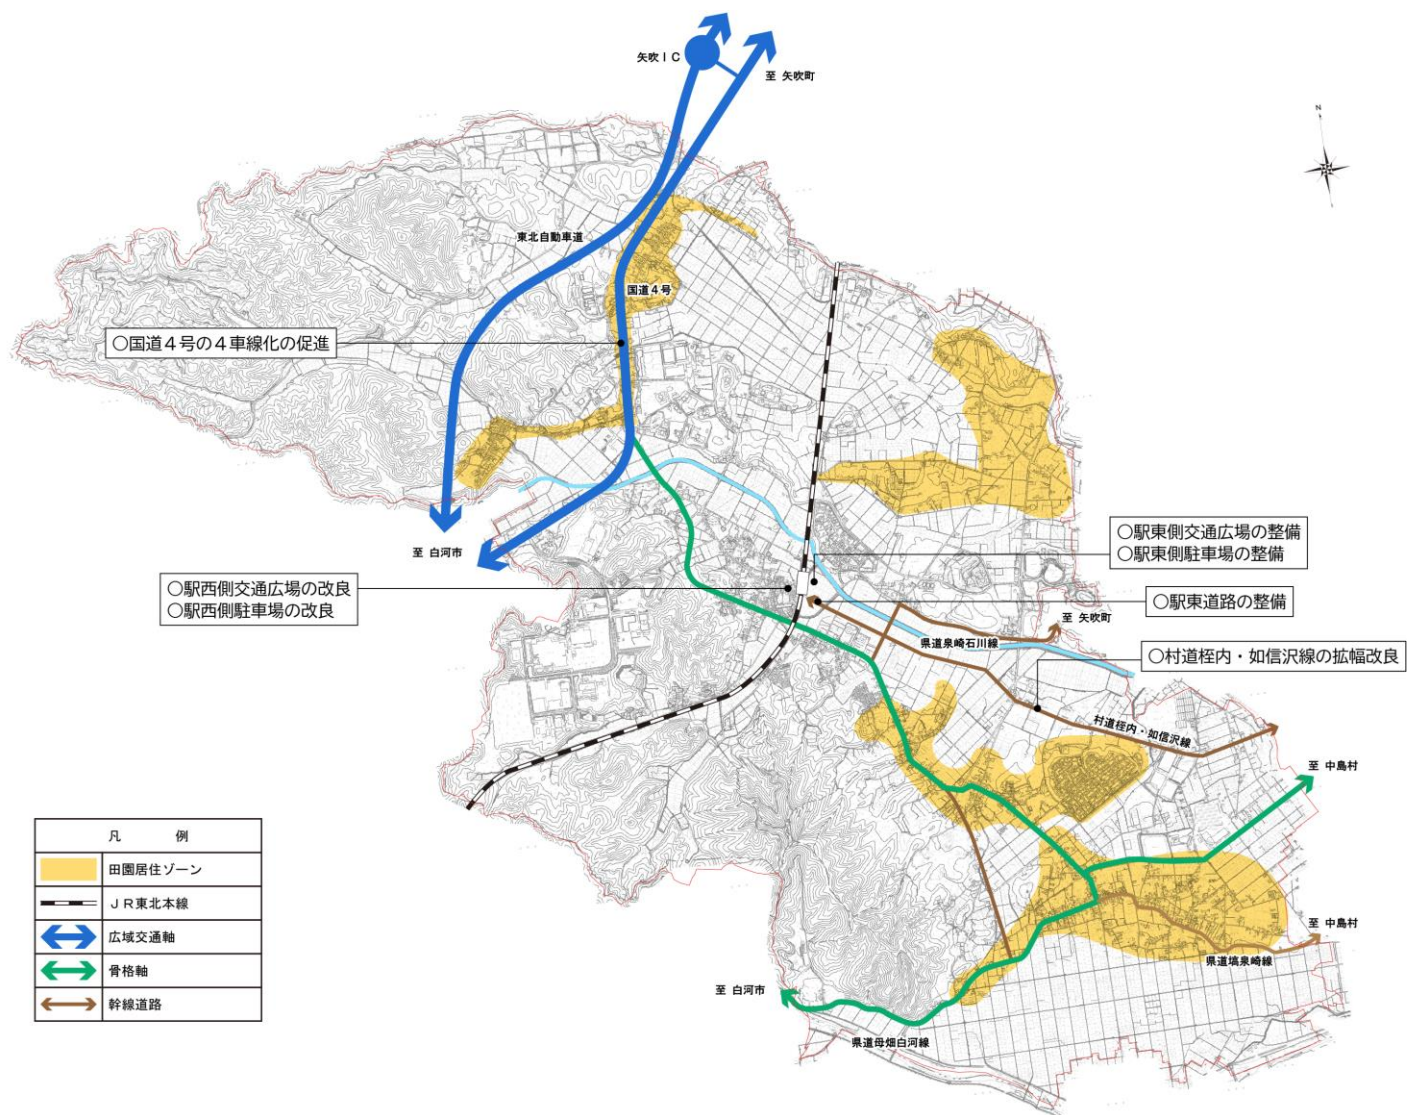 矢吹IC
至 矢吹町
N
東北自動車道
国道4号
○国道4号の4車線化の促進
至 白河市
○駅東側交通広場の整備
○駅東側駐車場の整備
○駅西側交通広場の改良
○駅西側駐車場の改良
○駅東道路の整備
至 矢吹町
県道泉崎石川線
○村道桎内・如信沢線の拡幅改良
村道桎内・如信沢線
至 中島村
凡 例
田園居住ゾーン
JR東北本線
広域交通軸
骨格軸
幹線道路
至 中島村
県道塙泉崎線
至 白河市
県道母畑白河線